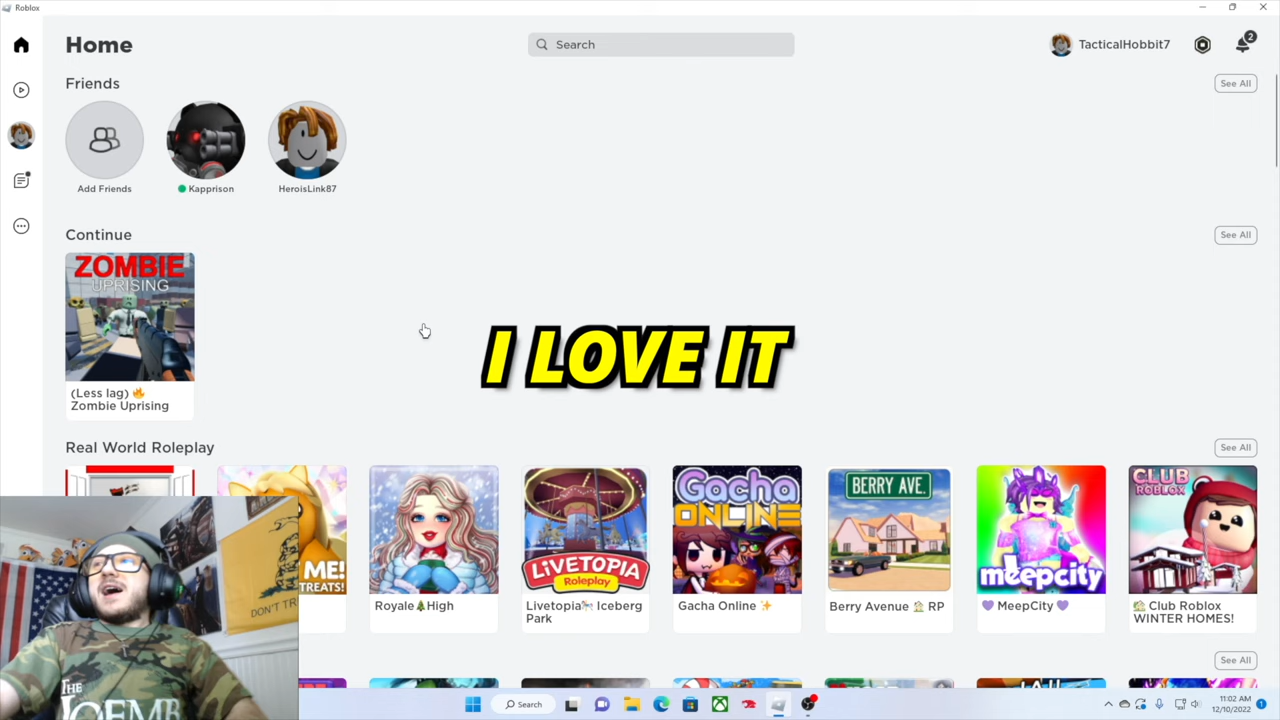 Roblox
Home
Search
TacticalHobbit7
2
Friends
See All
Add Friends
Kapprison
HeroisLink87
Continue
See All
ZOMBIE
UPRISING
(Less lag) 🔥
Zombie Uprising
I LOVE IT
Real World Roleplay
See All
ME!
TREATS!
Royale🌲High
LiVETOPiA
Roleplay
Livetopia🎠 Iceberg
Park
Gacha
ONLINE
Gacha Online ✨
BERRY AVE.
Berry Avenue 🏠 RP
meepcity
💜 MeepCity 💜
CLUB
ROBLOX
🏡 Club Roblox
WINTER HOMES!
See All
DON'T TR
THE
Search
11:02 AM
12/10/2022
1